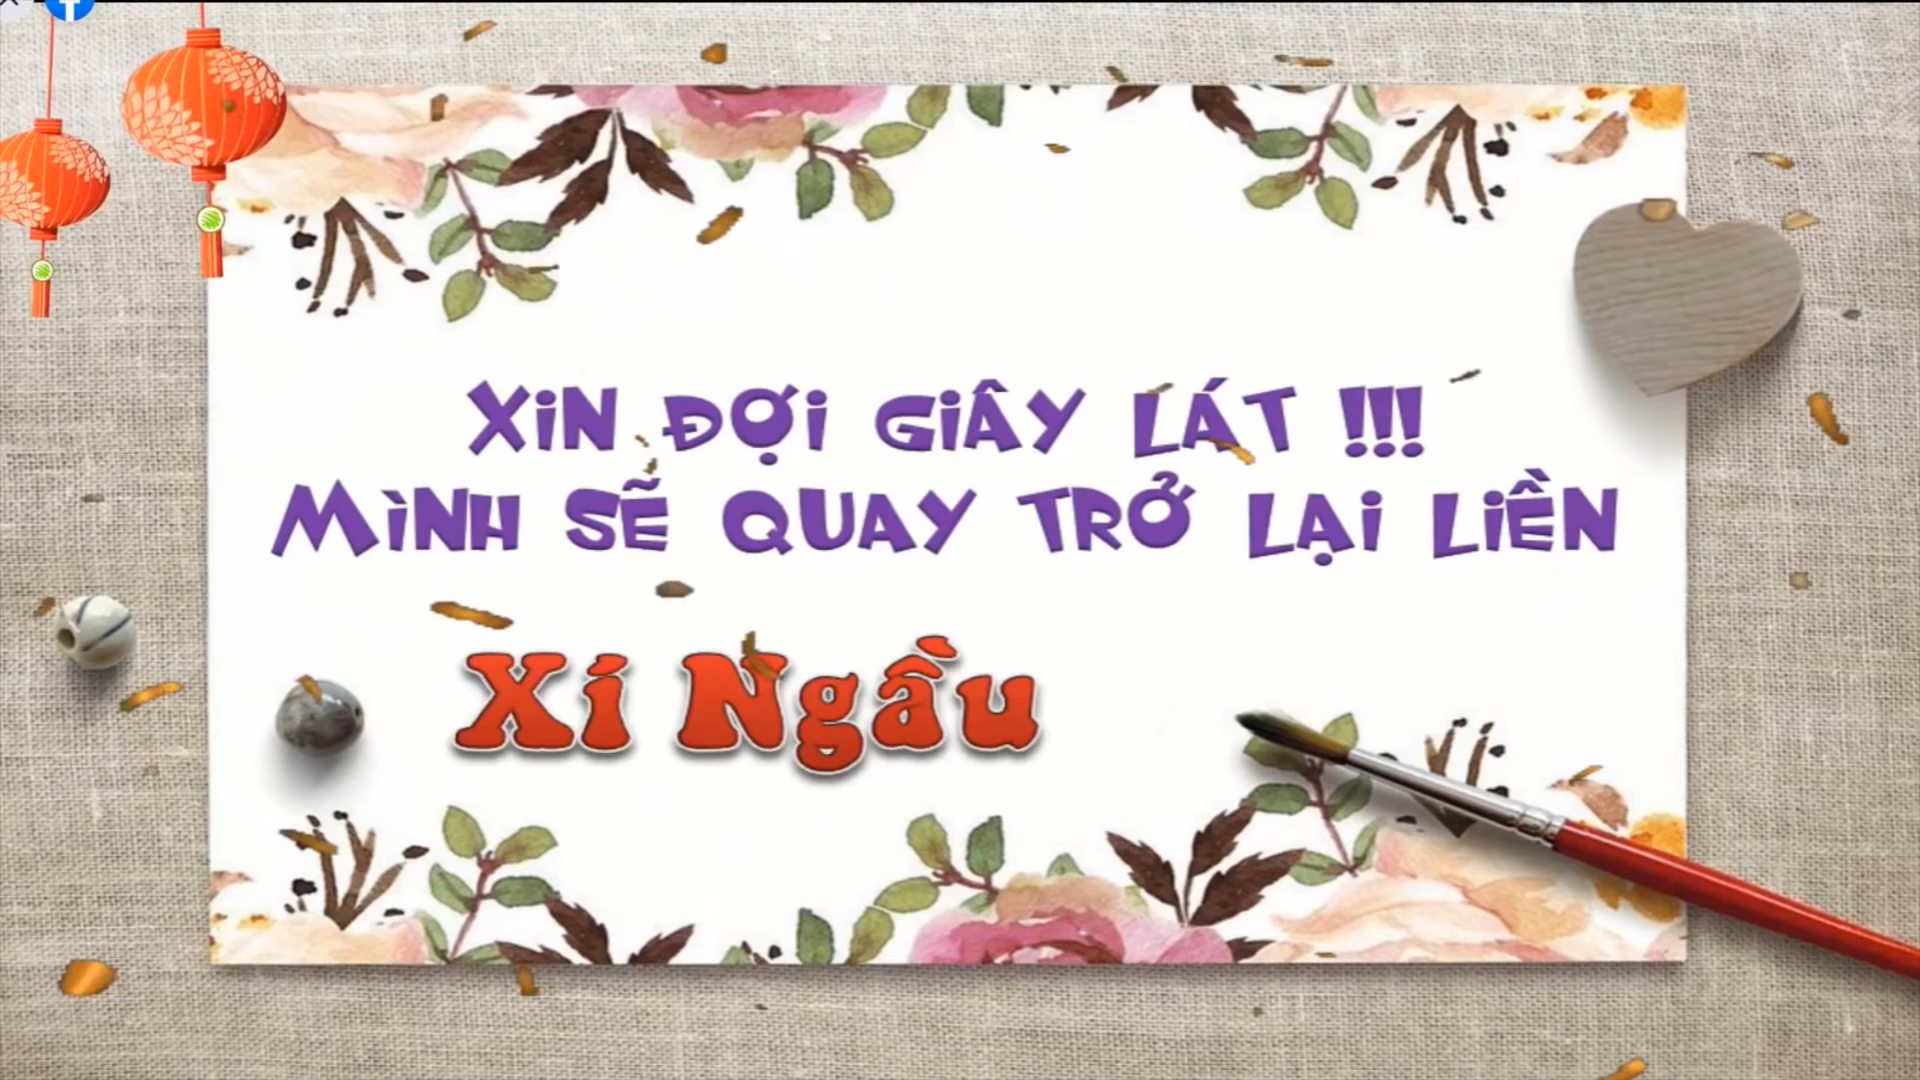 XIN ĐỢI GIÂY LÁT !!!
MÌNH SẼ QUAY TRỞ LẠI LIỀN
Xí Ngầu